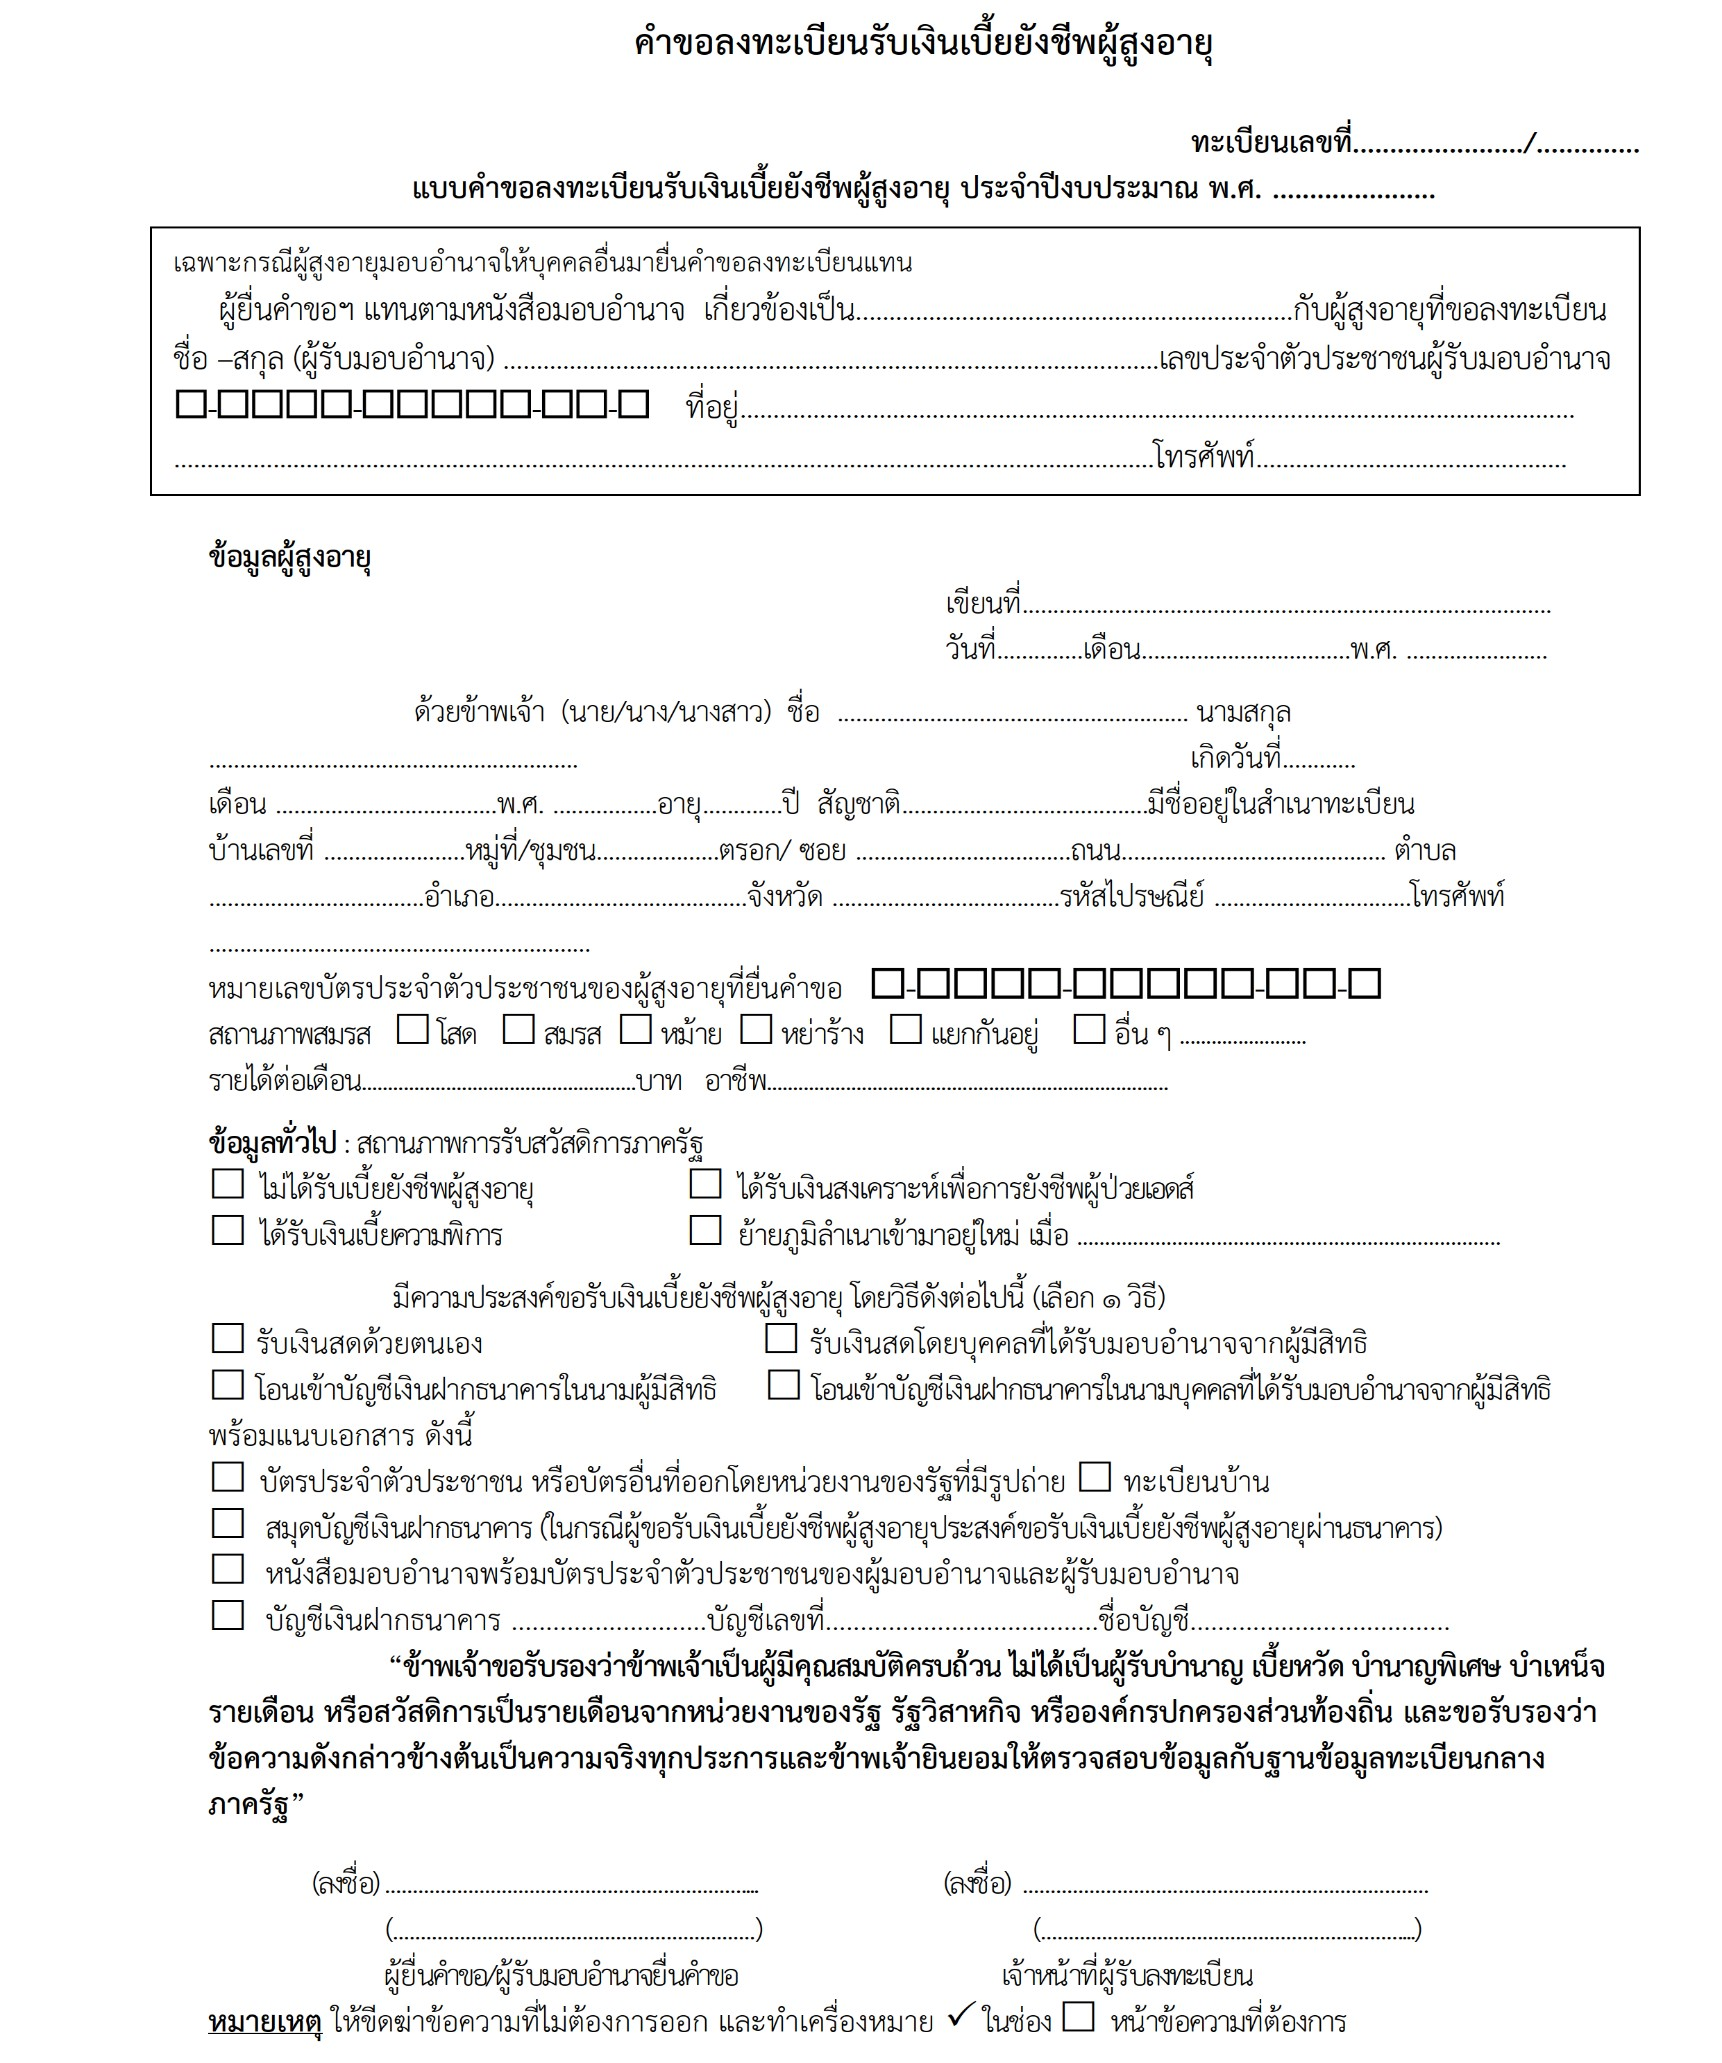 คำขอลงทะเบียนรับเงินเบี้ยยังชีพผู้สูงอายุ
ทะเบียนเลขที่......................./..............
แบบคำขอลงทะเบียนรับเงินเบี้ยยังชีพผู้สูงอายุ ประจำปีงบประมาณ พ.ศ. ......................
เฉพาะกรณีผู้สูงอายุมอบอำนาจให้บุคคลอื่นมายื่นคำขอลงทะเบียนแทน
ผู้ยื่นคำขอฯ แทนตามหนังสือมอบอำนาจ เกี่ยวข้องเป็น..................................................กับผู้สูงอายุที่ขอลงทะเบียน
ชื่อ –สกุล (ผู้รับมอบอำนาจ) ..................................................เลขประจำตัวประชาชนผู้รับมอบอำนาจ
□-□□□□-□□□□□-□□-□ ที่อยู่..................................................
..................................................โทรศัพท์........................................
ข้อมูลผู้สูงอายุ
เขียนที่..................................................
วันที่..............เดือน..................................พ.ศ. .......................
ด้วยข้าพเจ้า (นาย/นาง/นางสาว) ชื่อ .................................................. นามสกุล
.................................................. เกิดวันที่............
เดือน ....................................พ.ศ. .................อายุ.............ปี สัญชาติ........................................มีชื่ออยู่ในสำเนาทะเบียน
บ้านเลขที่ .......................หมู่ที่/ชุมชน....................ตรอก/ ซอย ...................................ถนน........................................... ตำบล
...................................อำเภอ.........................................จังหวัด .....................................รหัสไปรษณีย์ ................................โทรศัพท์
..................................................
หมายเลขบัตรประจำตัวประชาชนของผู้สูงอายุที่ยื่นคำขอ □-□□□□-□□□□□-□□-□
สถานภาพสมรส □ โสด □ สมรส □ หม้าย □ หย่าร้าง □ แยกกันอยู่ □ อื่น ๆ ........................
รายได้ต่อเดือน..................................................บาท อาชีพ..................................................
ข้อมูลทั่วไป : สถานภาพการรับสวัสดิการภาครัฐ
□ ไม่ได้รับเบี้ยยังชีพผู้สูงอายุ □ ได้รับเงินสงเคราะห์เพื่อการยังชีพผู้ป่วยเอดส์
□ ได้รับเงินเบี้ยความพิการ □ ย้ายภูมิลำเนาเข้ามาอยู่ใหม่ เมื่อ ..................................................
มีความประสงค์ขอรับเงินเบี้ยยังชีพผู้สูงอายุ โดยวิธีดังต่อไปนี้ (เลือก ๑ วิธี)
□ รับเงินสดด้วยตนเอง □ รับเงินสดโดยบุคคลที่ได้รับมอบอำนาจจากผู้มีสิทธิ
□ โอนเข้าบัญชีเงินฝากธนาคารในนามผู้มีสิทธิ □ โอนเข้าบัญชีเงินฝากธนาคารในนามบุคคลที่ได้รับมอบอำนาจจากผู้มีสิทธิ
พร้อมแนบเอกสาร ดังนี้
□ บัตรประจำตัวประชาชน หรือบัตรอื่นที่ออกโดยหน่วยงานของรัฐที่มีรูปถ่าย □ ทะเบียนบ้าน
□ สมุดบัญชีเงินฝากธนาคาร (ในกรณีผู้ขอรับเงินเบี้ยยังชีพผู้สูงอายุประสงค์ขอรับเงินเบี้ยยังชีพผู้สูงอายุผ่านธนาคาร)
□ หนังสือมอบอำนาจพร้อมบัตรประจำตัวประชาชนของผู้มอบอำนาจและผู้รับมอบอำนาจ
□ บัญชีเงินฝากธนาคาร ............................บัญชีเลขที่.......................................ชื่อบัญชี.....................................
“ข้าพเจ้าขอรับรองว่าข้าพเจ้าเป็นผู้มีคุณสมบัติครบถ้วน ไม่ได้เป็นผู้รับบำนาญ เบี้ยหวัด บำนาญพิเศษ บำเหน็จ
รายเดือน หรือสวัสดิการเป็นรายเดือนจากหน่วยงานของรัฐ รัฐวิสาหกิจ หรือองค์กรปกครองส่วนท้องถิ่น และขอรับรองว่า
ข้อความดังกล่าวข้างต้นเป็นความจริงทุกประการและข้าพเจ้ายินยอมให้ตรวจสอบข้อมูลกับฐานข้อมูลทะเบียนกลาง
ภาครัฐ”
(ลงชื่อ) .................................................. (ลงชื่อ) ..................................................
(..................................................) (..................................................)
ผู้ยื่นคำขอ/ผู้รับมอบอำนาจยื่นคำขอ เจ้าหน้าที่ผู้รับลงทะเบียน
หมายเหตุ ให้ขีดฆ่าข้อความที่ไม่ต้องการออก และทำเครื่องหมาย ✓ ในช่อง □ หน้าข้อความที่ต้องการ